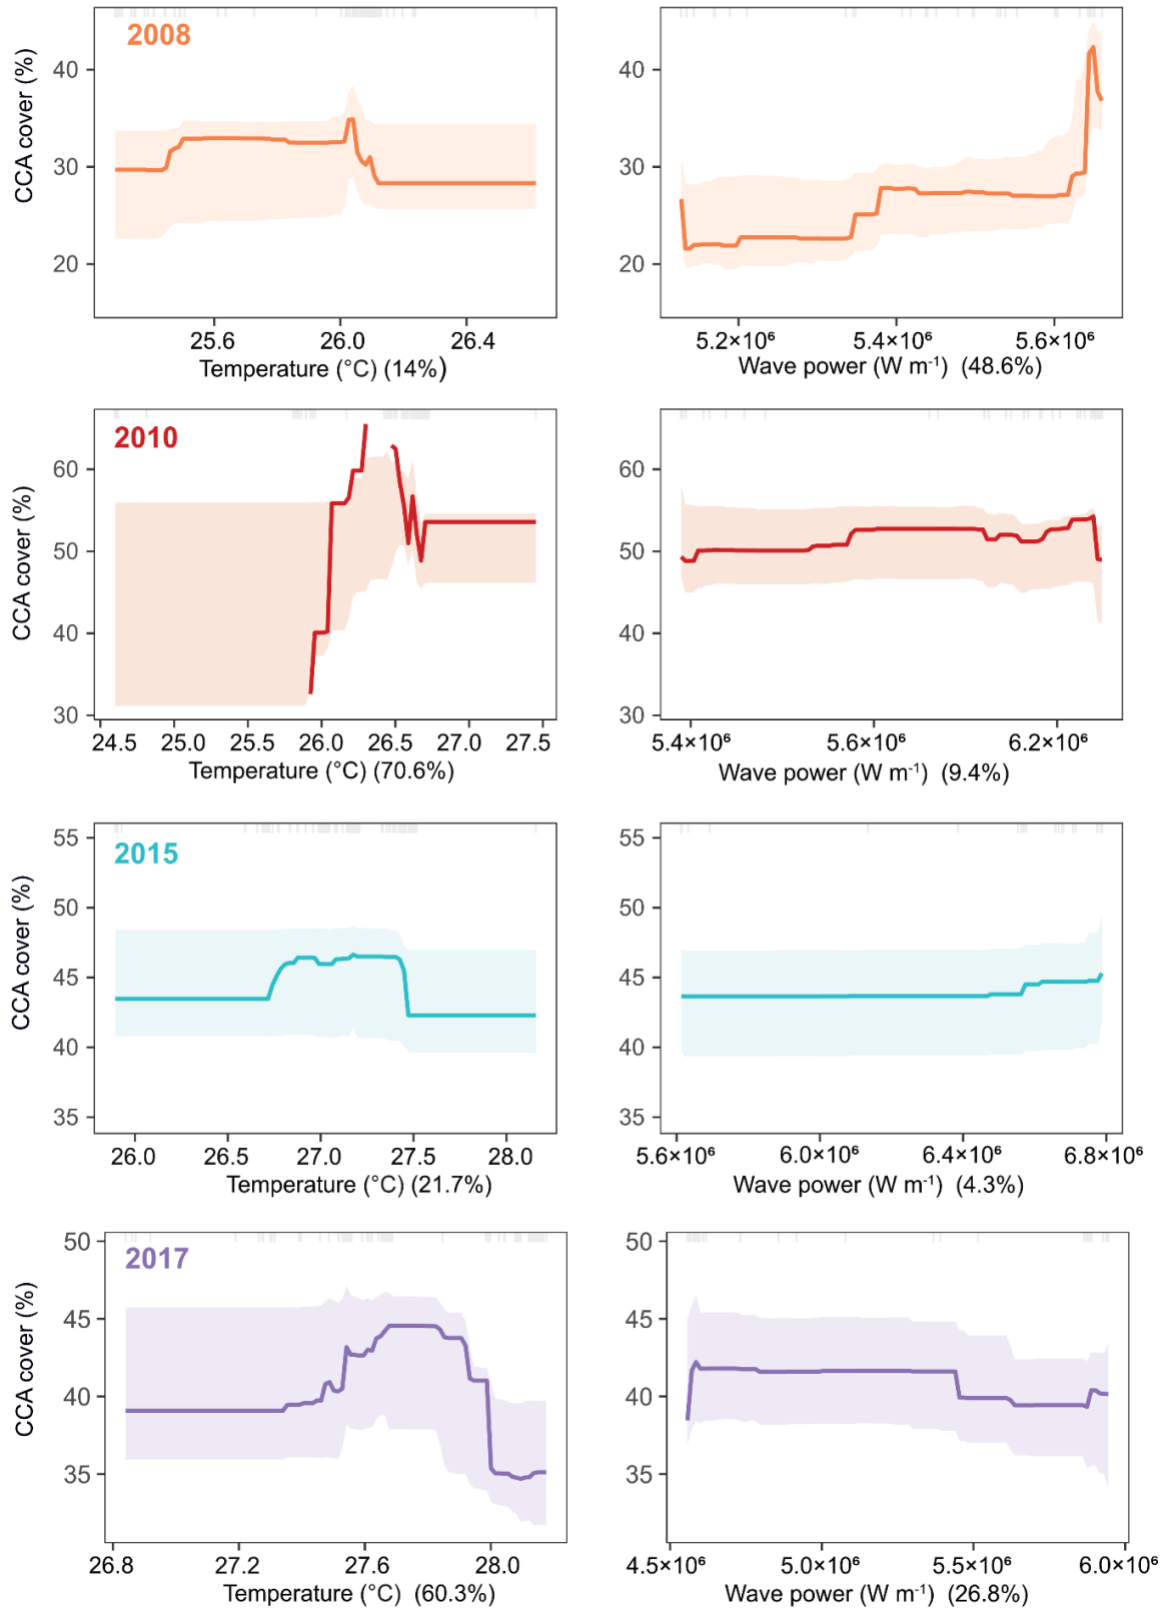 2008
CCA cover (%)
40
30
20
25.6 26.0 26.4
Temperature (°C) (14%)
40
30
20
5.2×10⁶ 5.4×10⁶ 5.6×10⁶
Wave power (W m⁻¹) (48.6%)
2010
CCA cover (%)
60
50
40
30
24.5 25.0 25.5 26.0 26.5 27.0 27.5
Temperature (°C) (70.6%)
60
50
40
30
5.4×10⁶ 5.6×10⁶ 6.2×10⁶
Wave power (W m⁻¹) (9.4%)
2015
CCA cover (%)
55
50
45
40
35
26.0 26.5 27.0 27.5 28.0
Temperature (°C) (21.7%)
55
50
45
40
35
5.6×10⁶ 6.0×10⁶ 6.4×10⁶ 6.8×10⁶
Wave power (W m⁻¹) (4.3%)
2017
CCA cover (%)
50
45
40
35
26.8 27.2 27.6 28.0
Temperature (°C) (60.3%)
50
45
40
35
4.5×10⁶ 5.0×10⁶ 5.5×10⁶ 6.0×10⁶
Wave power (W m⁻¹) (26.8%)